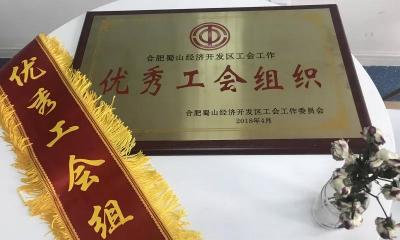 合肥蜀山经济开发区工会工作
优秀工会组织
合肥蜀山经济开发区工会工作委员会
2018年4月
优秀工会组